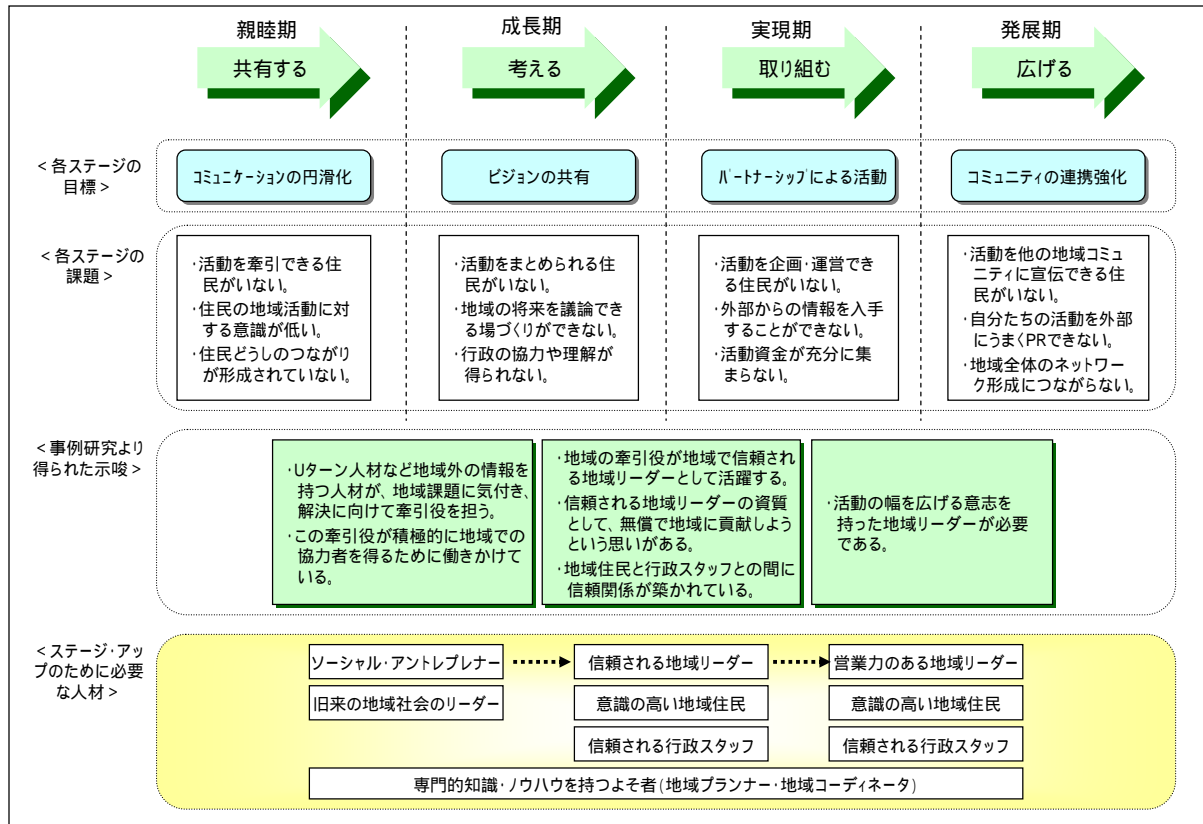 親睦期
成長期
実現期
発展期
共有する
考える
取り組む
広げる
<各ステージの
目標>
コミュニケーションの円滑化
ビジョンの共有
パートナーシップによる活動
コミュニティの連携強化
<各ステージの
課題>
・活動を牽引できる住
民がいない。
・住民の地域活動に対
する意識が低い。
・住民どうしのつながり
が形成されていない。
・活動をまとめられる住
民がいない。
・地域の将来を議論でき
る場づくりができない。
・行政の協力や理解が
得られない。
・活動を企画・運営でき
る住民がいない。
・外部からの情報を入手
することができない。
・活動資金が充分に集
まらない。
・活動を他の地域コミュ
ニティに宣伝できる住
民がいない。
・自分たちの活動を外部
にうまくPRできない。
・地域全体のネットワー
ク形成につながらない。
<事例研究より
得られた示唆>
・Uターン人材など地域外の情報を
持つ人材が、地域課題に気付き、
解決に向けて牽引役を担う。
・この牽引役が積極的に地域での
協力者を得るために働きかけて
いる。
・地域の牽引役が地域で信頼され
る地域リーダーとして活躍する。
・信頼される地域リーダーの資質
として、無償で地域に貢献しよう
という思いがある。
・地域住民と行政スタッフとの間に
信頼関係が築かれている。
・活動の幅を広げる意志を
持った地域リーダーが必要
である。
<ステージ・アッ
プのために必要
な人材>
ソーシャル・アントレプレナー
信頼される地域リーダー
営業力のある地域リーダー
旧来の地域社会のリーダー
意識の高い地域住民
意識の高い地域住民
信頼される行政スタッフ
信頼される行政スタッフ
専門的知識・ノウハウを持つよそ者(地域プランナー・地域コーディネータ)